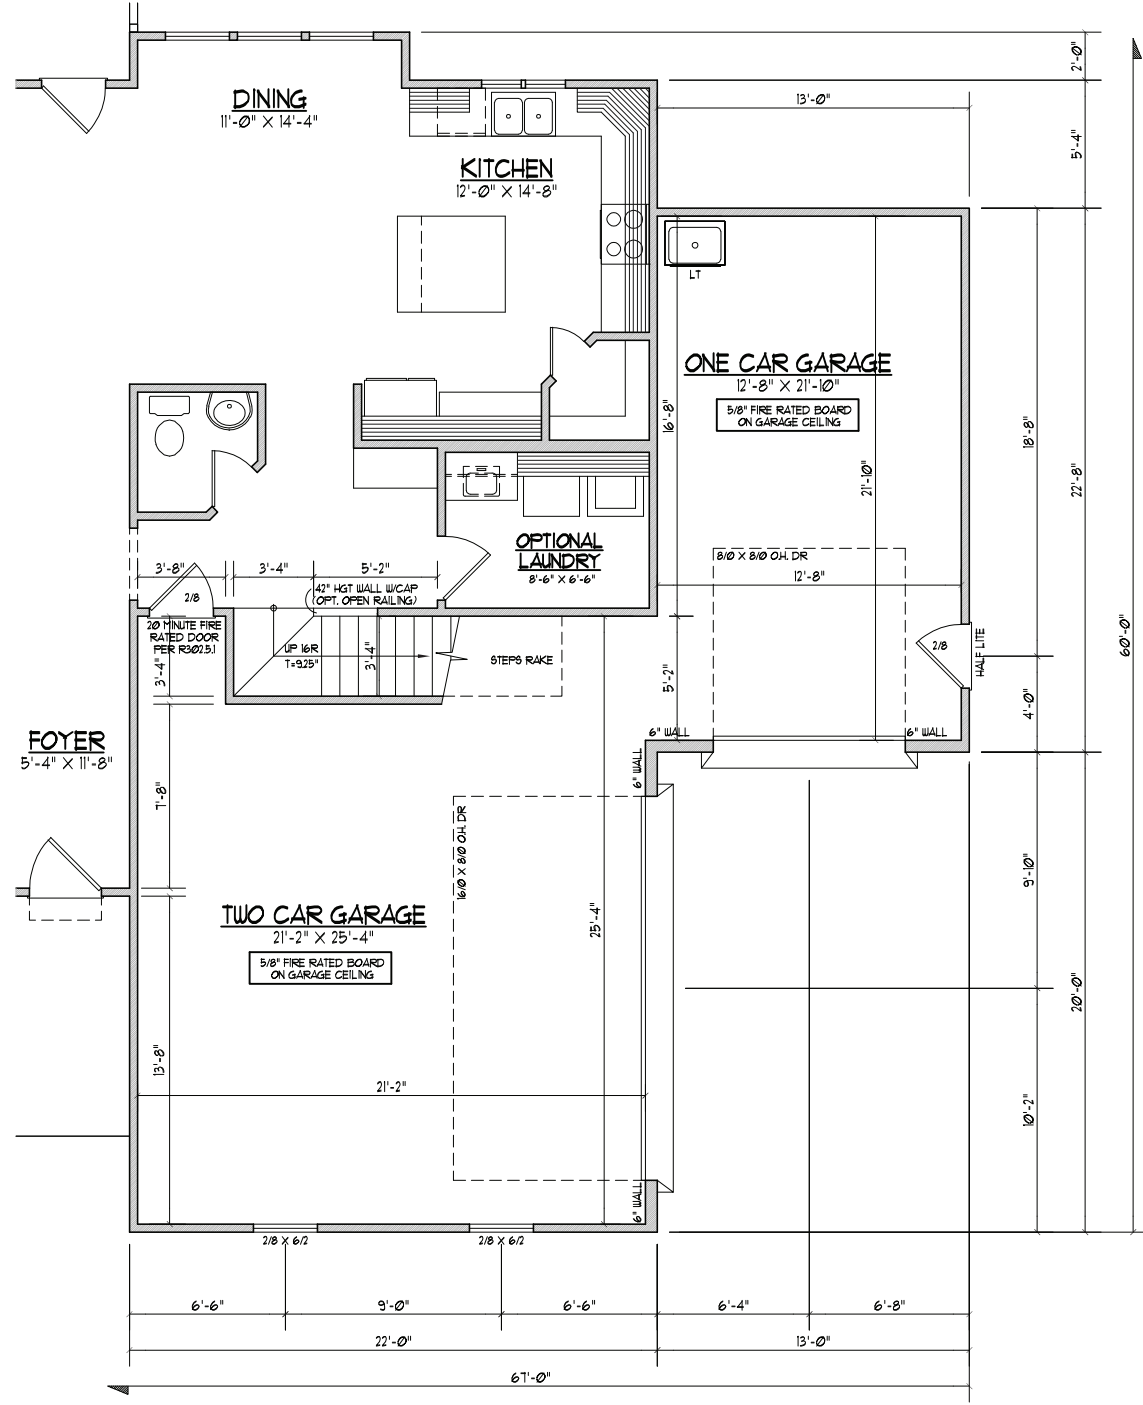 2'-0"
13'-0"
DINING
11'-0" X 14'-4"
5'-4"
KITCHEN
12'-0" X 14'-8"
LT
ONE CAR GARAGE
12'-8" X 21'-10"
5/8" FIRE RATED BOARD
ON GARAGE CEILING
16'-8"
18'-8"
21'-10"
22'-8"
OPTIONAL
LAUNDRY
8'-6" X 6'-6"
8/0 X 8/0 O.H. DR
12'-8"
3'-8"
3'-4"
5'-2"
42" HGT WALL W/CAP
(OPT. OPEN RAILING)
2/8
20 MINUTE FIRE
RATED DOOR
PER R302.5.1
3'-4"
UP 16R
T=9.25"
3'-4"
STEPS RAKE
5'-2"
2/8
HALF LITE
60'-0"
4'-0"
FOYER
5'-4" X 11'-8"
6" WALL
6" WALL
6" WALL
7'-8"
16/0 X 8/0 O.H. DR
9'-10"
TWO CAR GARAGE
21'-2" X 25'-4"
5/8" FIRE RATED BOARD
ON GARAGE CEILING
25'-4"
20'-0"
13'-8"
21'-2"
10'-2"
6" WALL
2/8 X 6/2
2/8 X 6/2
6'-6"
9'-0"
6'-6"
6'-4"
6'-8"
22'-0"
13'-0"
67'-0"